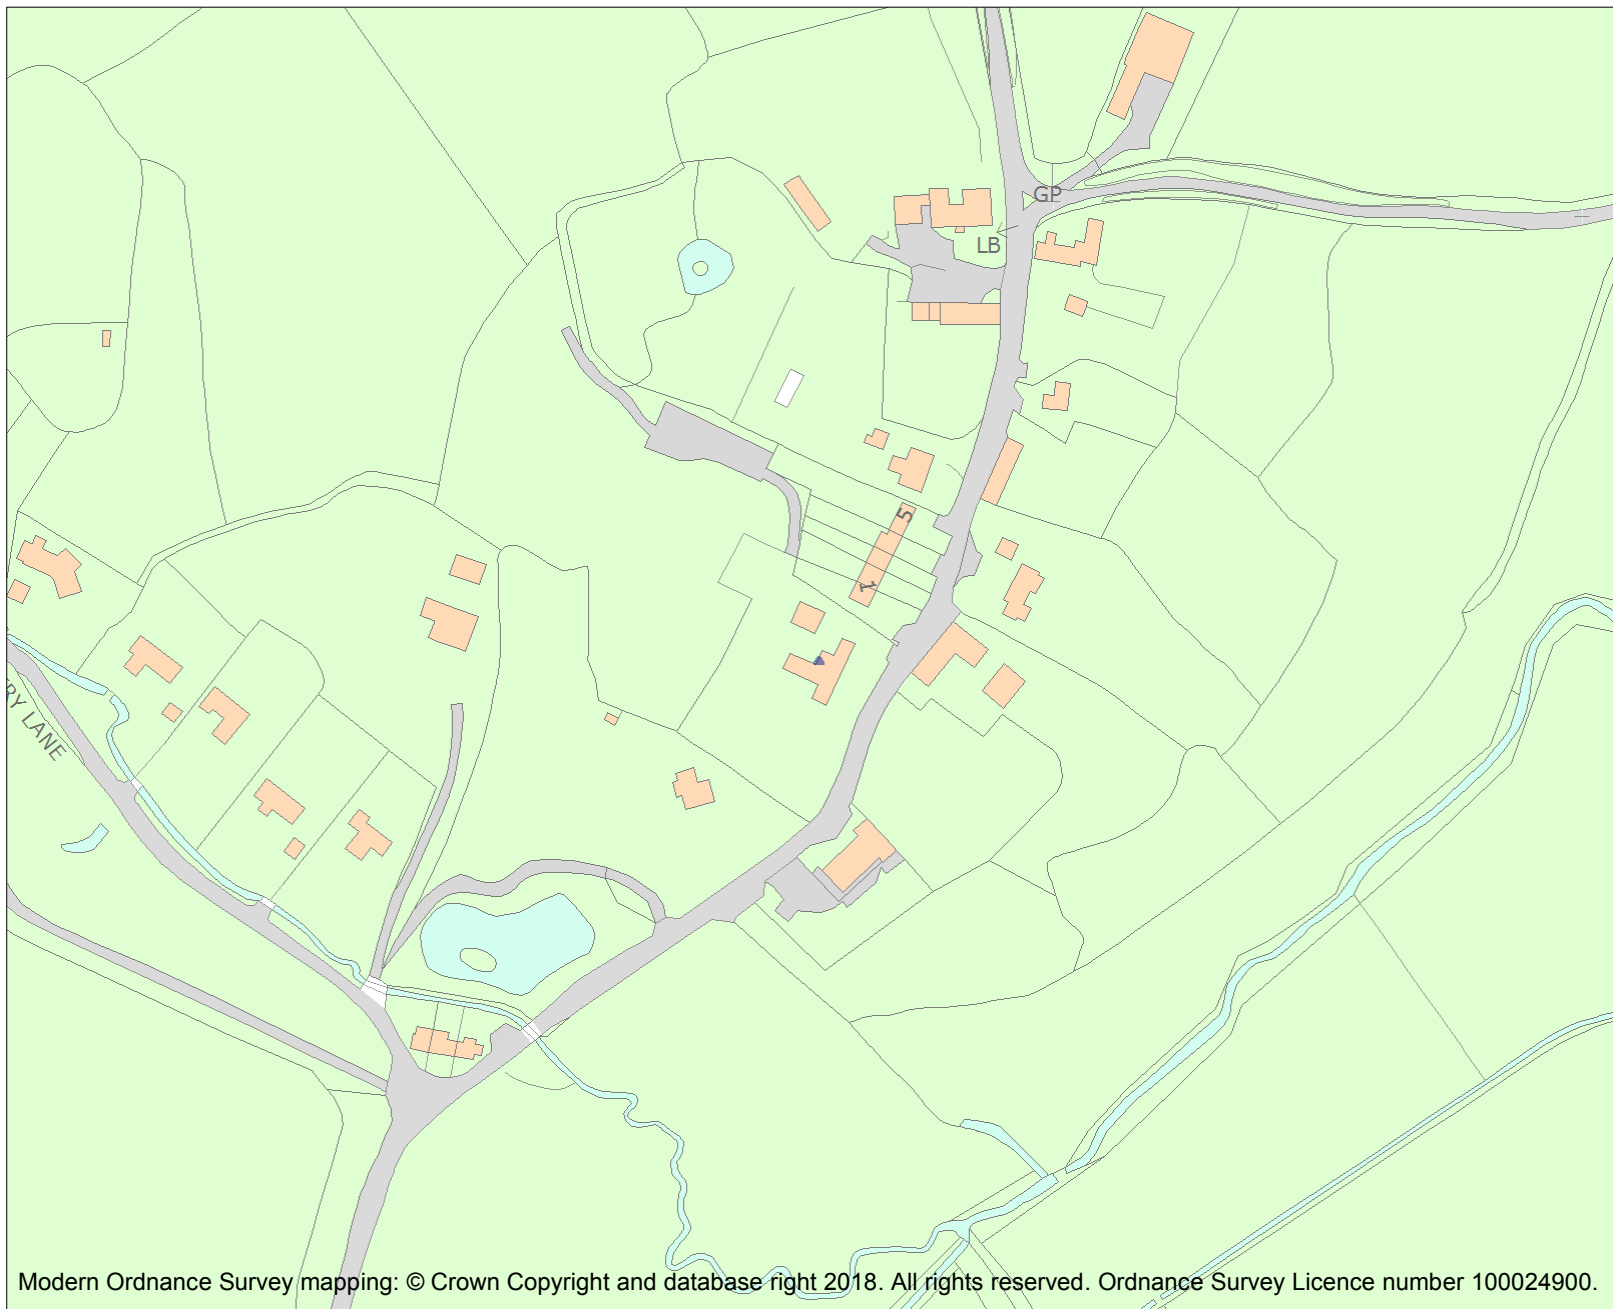 GP
LB
5
1
RY LANE
Modern Ordnance Survey mapping: © Crown Copyright and database right 2018. All rights reserved. Ordnance Survey Licence number 100024900.